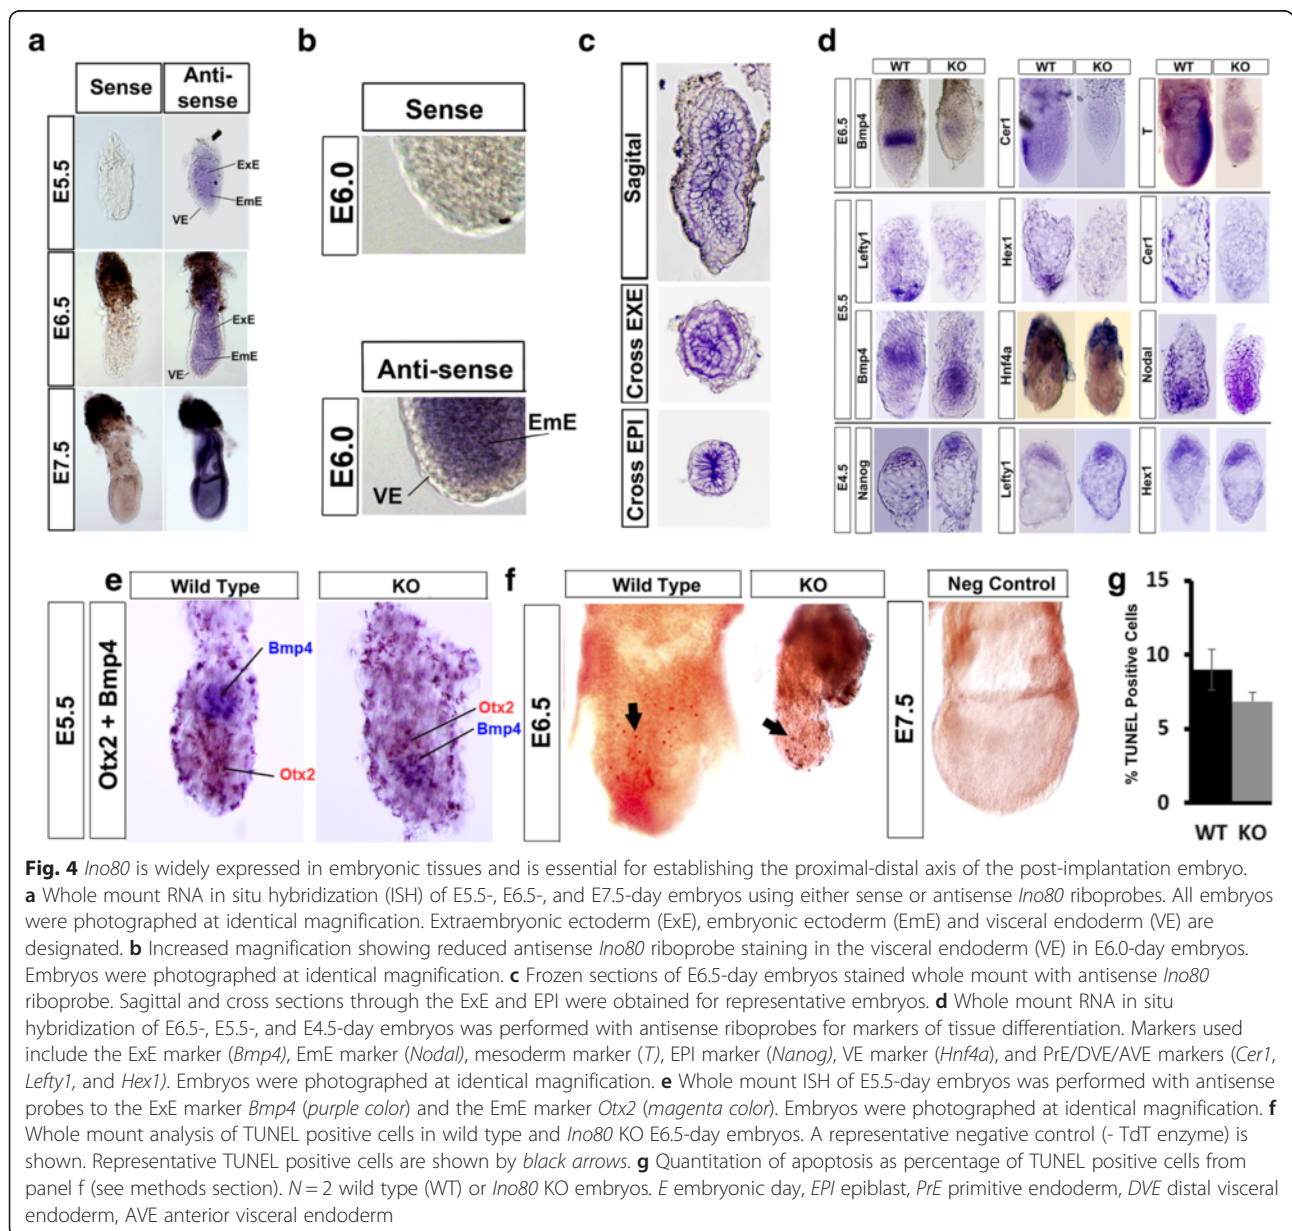 a
b
c
d
Sense
Anti-
sense
E5.5
ExE
EmE
VE
E6.5
ExE
EmE
VE
E7.5
Sense
E6.0
Anti-sense
E6.0
EmE
VE
Sagital
Cross EXE
Cross EPI
WT
KO
WT
KO
WT
KO
E6.5
Bmp4
Cer1
T
E5.5
Lefty1
Hex1
Cer1
Bmp4
Hnf4a
Nodal
E4.5
Nanog
Lefty1
Hex1
e
Wild Type
KO
E5.5
Otx2 + Bmp4
Bmp4
Otx2
Otx2
Bmp4
f
Wild Type
KO
Neg Control
E6.5
E7.5
g
% TUNEL Positive Cells
15
10
5
0
WT KO
Fig. 4 Ino80 is widely expressed in embryonic tissues and is essential for establishing the proximal-distal axis of the post-implantation embryo.
a Whole mount RNA in situ hybridization (ISH) of E5.5-, E6.5-, and E7.5-day embryos using either sense or antisense Ino80 riboprobes. All embryos
were photographed at identical magnification. Extraembryonic ectoderm (ExE), embryonic ectoderm (EmE) and visceral endoderm (VE) are
designated. b Increased magnification showing reduced antisense Ino80 riboprobe staining in the visceral endoderm (VE) in E6.0-day embryos.
Embryos were photographed at identical magnification. c Frozen sections of E6.5-day embryos stained whole mount with antisense Ino80
riboprobe. Sagittal and cross sections through the ExE and EPI were obtained for representative embryos. d Whole mount RNA in situ
hybridization of E6.5-, E5.5-, and E4.5-day embryos was performed with antisense riboprobes for markers of tissue differentiation. Markers used
include the ExE marker (Bmp4), EmE marker (Nodal), mesoderm marker (T), EPI marker (Nanog), VE marker (Hnf4a), and PrE/DVE/AVE markers (Cer1,
Lefty1, and Hex1). Embryos were photographed at identical magnification. e Whole mount ISH of E5.5-day embryos was performed with antisense
probes to the ExE marker Bmp4 (purple color) and the EmE marker Otx2 (magenta color). Embryos were photographed at identical magnification. f
Whole mount analysis of TUNEL positive cells in wild type and Ino80 KO E6.5-day embryos. A representative negative control (- TdT enzyme) is
shown. Representative TUNEL positive cells are shown by black arrows. g Quantitation of apoptosis as percentage of TUNEL positive cells from
panel f (see methods section). N = 2 wild type (WT) or Ino80 KO embryos. E embryonic day, EPI epiblast, PrE primitive endoderm, DVE distal visceral
endoderm, AVE anterior visceral endoderm